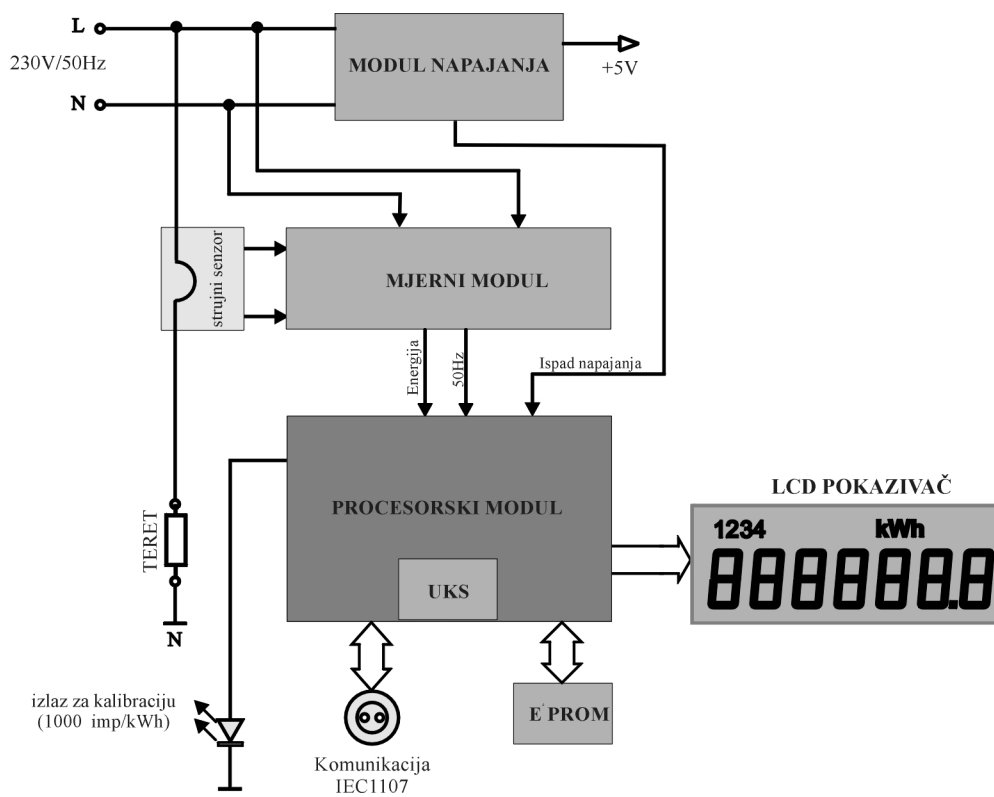 L
230V/50Hz
N
MODUL NAPAJANJA
+5V
strujni senzor
MJERNI MODUL
Energija
50Hz
Ispad napajanja
PROCESORSKI MODUL
UKS
LCD POKAZIVAČ
1234 kWh
888888.8
TERET
N
izlaz za kalibraciju
(1000 imp/kWh)
Komunikacija
IEC1107
E²PROM